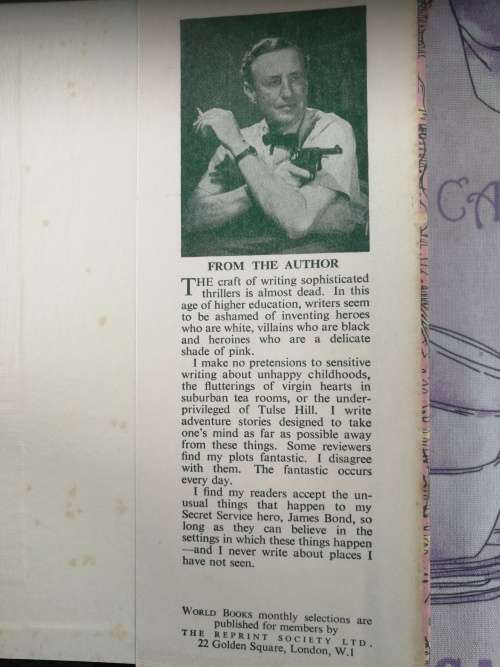 FROM THE AUTHOR
THE craft of writing sophisticated
thrillers is almost dead. In this
age of higher education, writers seem
to be ashamed of inventing heroes
who are white, villains who are black
and heroines who are a delicate
shade of pink.
I make no pretensions to sensitive
writing about unhappy childhoods,
the flutterings of virgin hearts in
suburban tea rooms, or the under-
privileged of Tulse Hill. I write
adventure stories designed to take
one's mind as far as possible away
from these things. Some reviewers
find my plots fantastic. I disagree
with them. The fantastic occurs
every day.
I find my readers accept the un-
usual things that happen to my
Secret Service hero, James Bond, so
long as they can believe in the
settings in which these things happen
—and I never write about places I
have not seen.
WORLD BOOKS monthly selections are
published for members by
THE REPRINT SOCIETY LTD.
22 Golden Square, London, W.1
CA